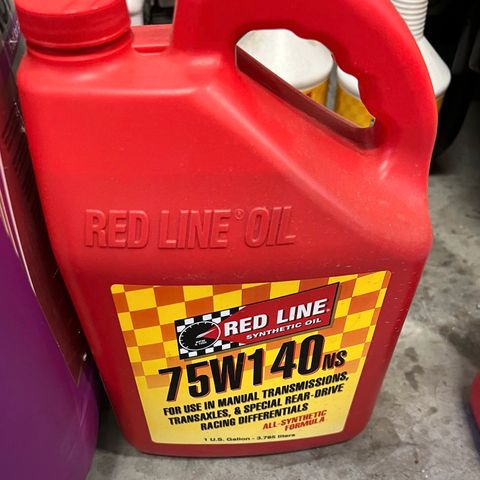 RED LINE® OIL
RED LINE
SYNTHETIC OIL
75W140NS
FOR USE IN MANUAL TRANSMISSIONS,
TRANSAXLES, & SPECIAL REAR-DRIVE
RACING DIFFERENTIALS
ALL-SYNTHETIC
FORMULA
1 U.S. Gallon - 3.785 liters